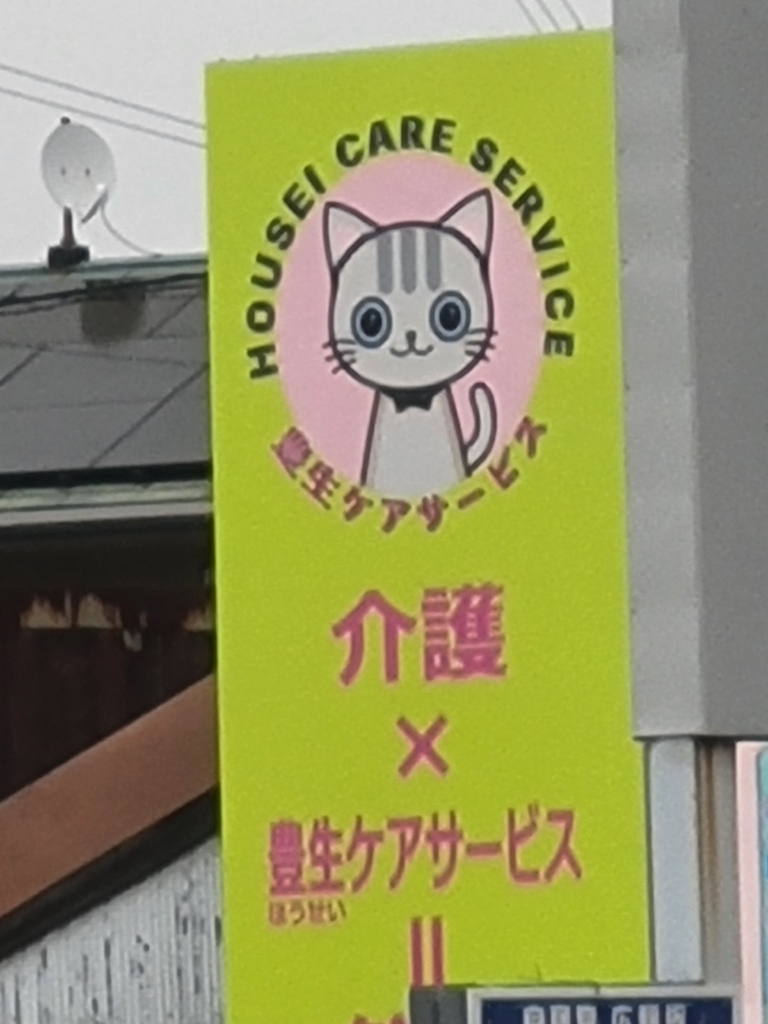 HOUSEI CARE SERVICE
豊生ケアサービス
介護
×
豊生ケアサービス
ほうせい
=